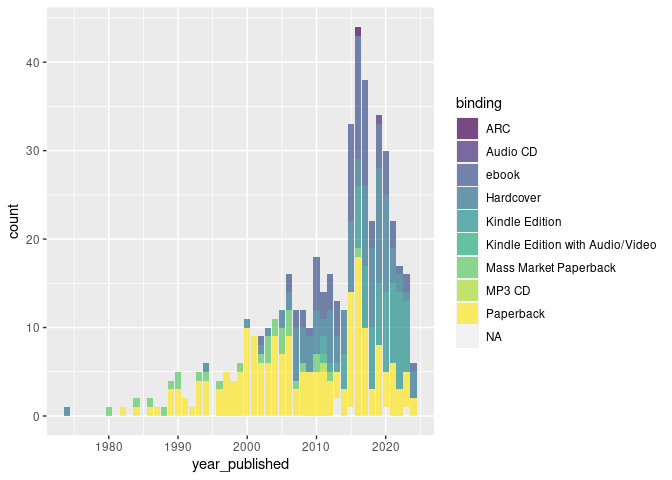 40
30
20
10
0
count
1980
1990
2000
2010
2020
year_published
binding
ARC
Audio CD
ebook
Hardcover
Kindle Edition
Kindle Edition with Audio/Video
Mass Market Paperback
MP3 CD
Paperback
NA